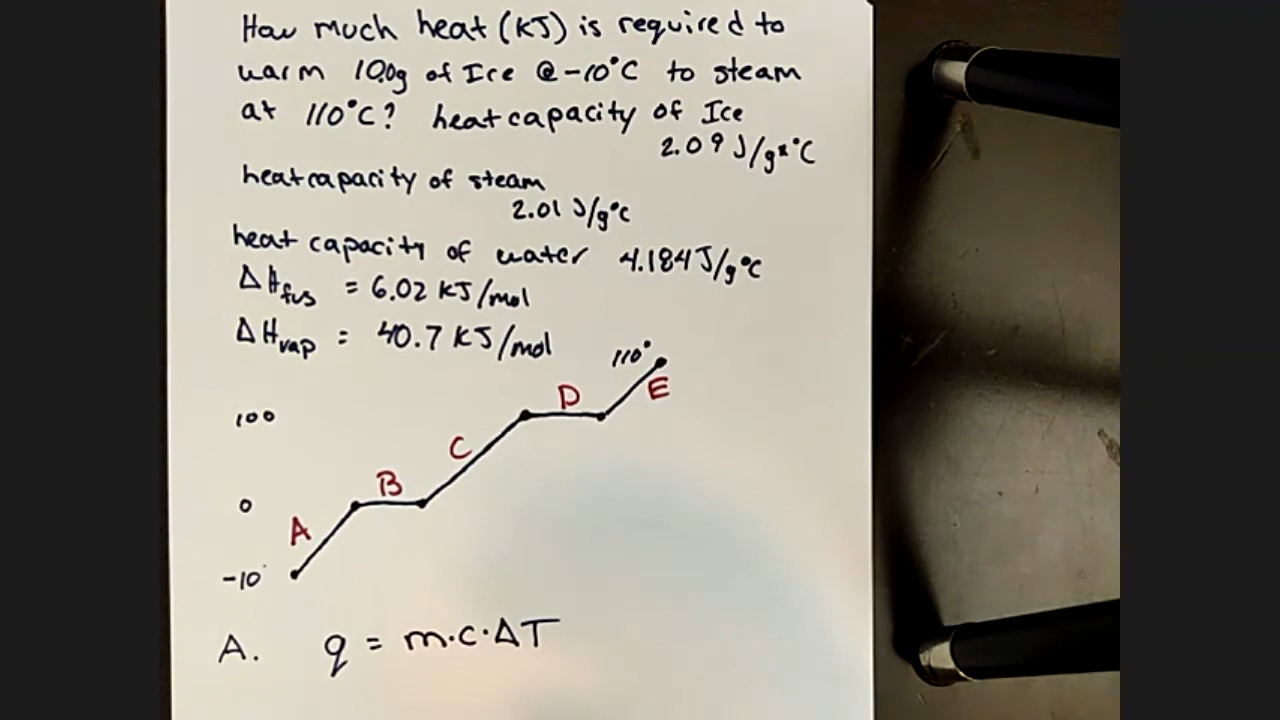 How much heat (KJ) is required to
warm 10.0g of Ice @ -10°C to steam
at 110°C? heat capacity of Ice
2.09 J/g*°C
heat capacity of steam
2.01 J/g°C
heat capacity of water 4.184 J/g°C
ΔHfus = 6.02 KJ/mol
ΔHvap = 40.7 KJ/mol
110°
E
D
100
C
B
0
A
-10
A. q = m·c·ΔT